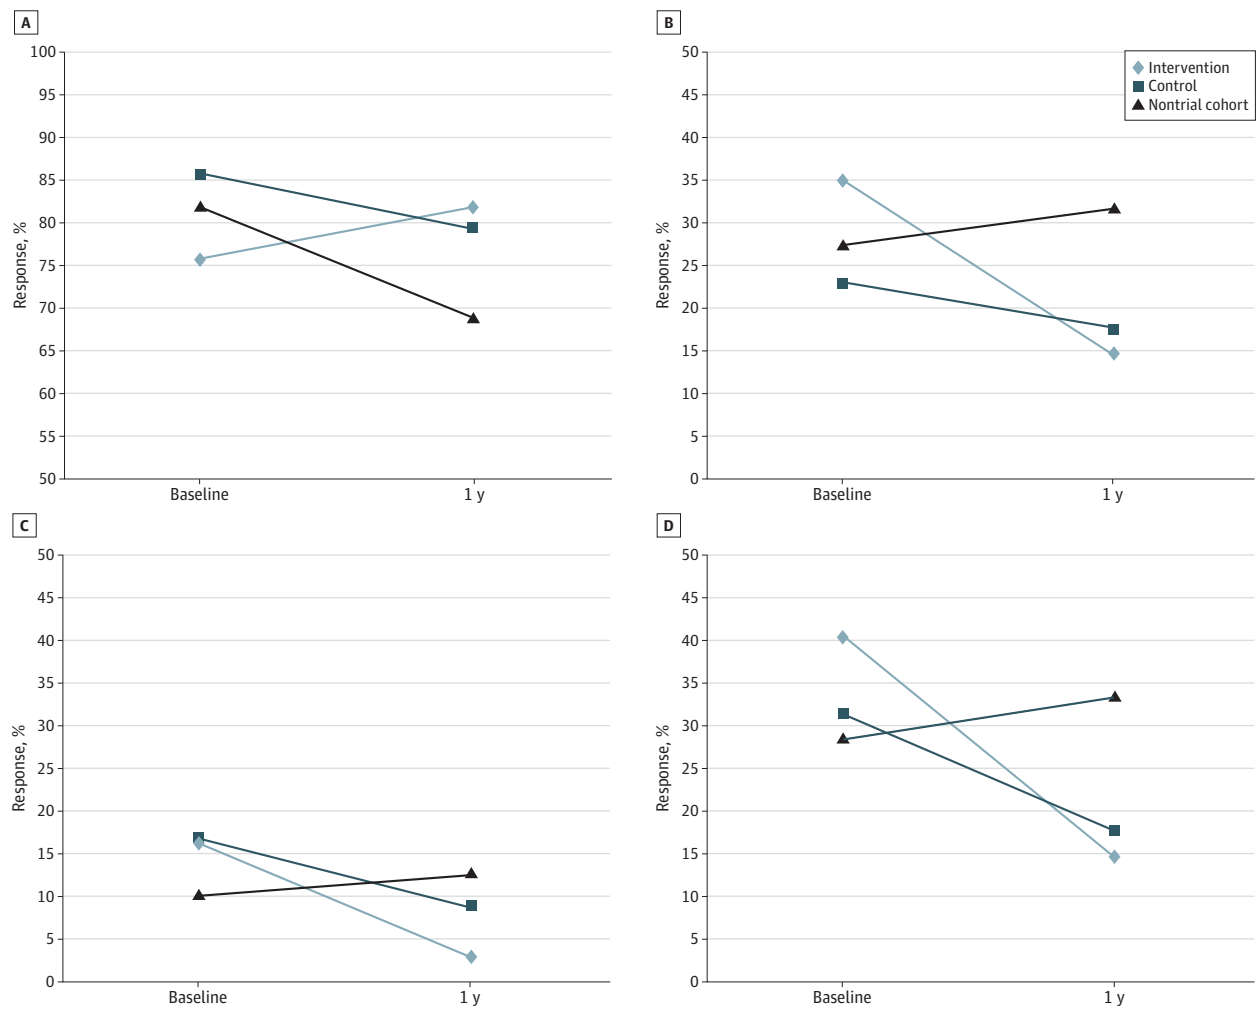 A
100
95
90
85
80
75
70
65
60
55
50
Response, %
Baseline
1 y
B
50
45
40
35
30
25
20
15
10
5
0
Response, %
Baseline
1 y
Intervention
Control
Nontrial cohort
C
50
45
40
35
30
25
20
15
10
5
0
Response, %
Baseline
1 y
D
50
45
40
35
30
25
20
15
10
5
0
Response, %
Baseline
1 y